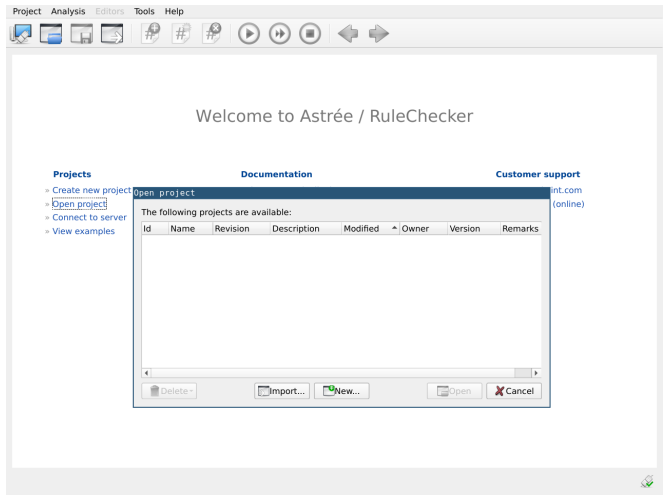 Project Analysis Editors Tools Help
Welcome to Astrée / RuleChecker
Projects Documentation Customer support
» Create new project
» Open project
» Connect to server
» View examples
int.com
(online)
Open project
The following projects are available:
Id Name Revision Description Modified Owner Version Remarks
Delete Import... New... Open Cancel